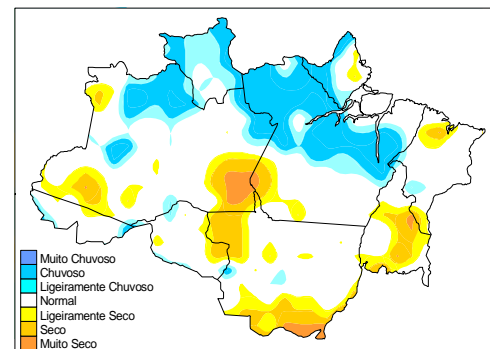 Muito Chuvoso
Chuvoso
Ligeiramente Chuvoso
Normal
Ligeiramente Seco
Seco
Muito Seco